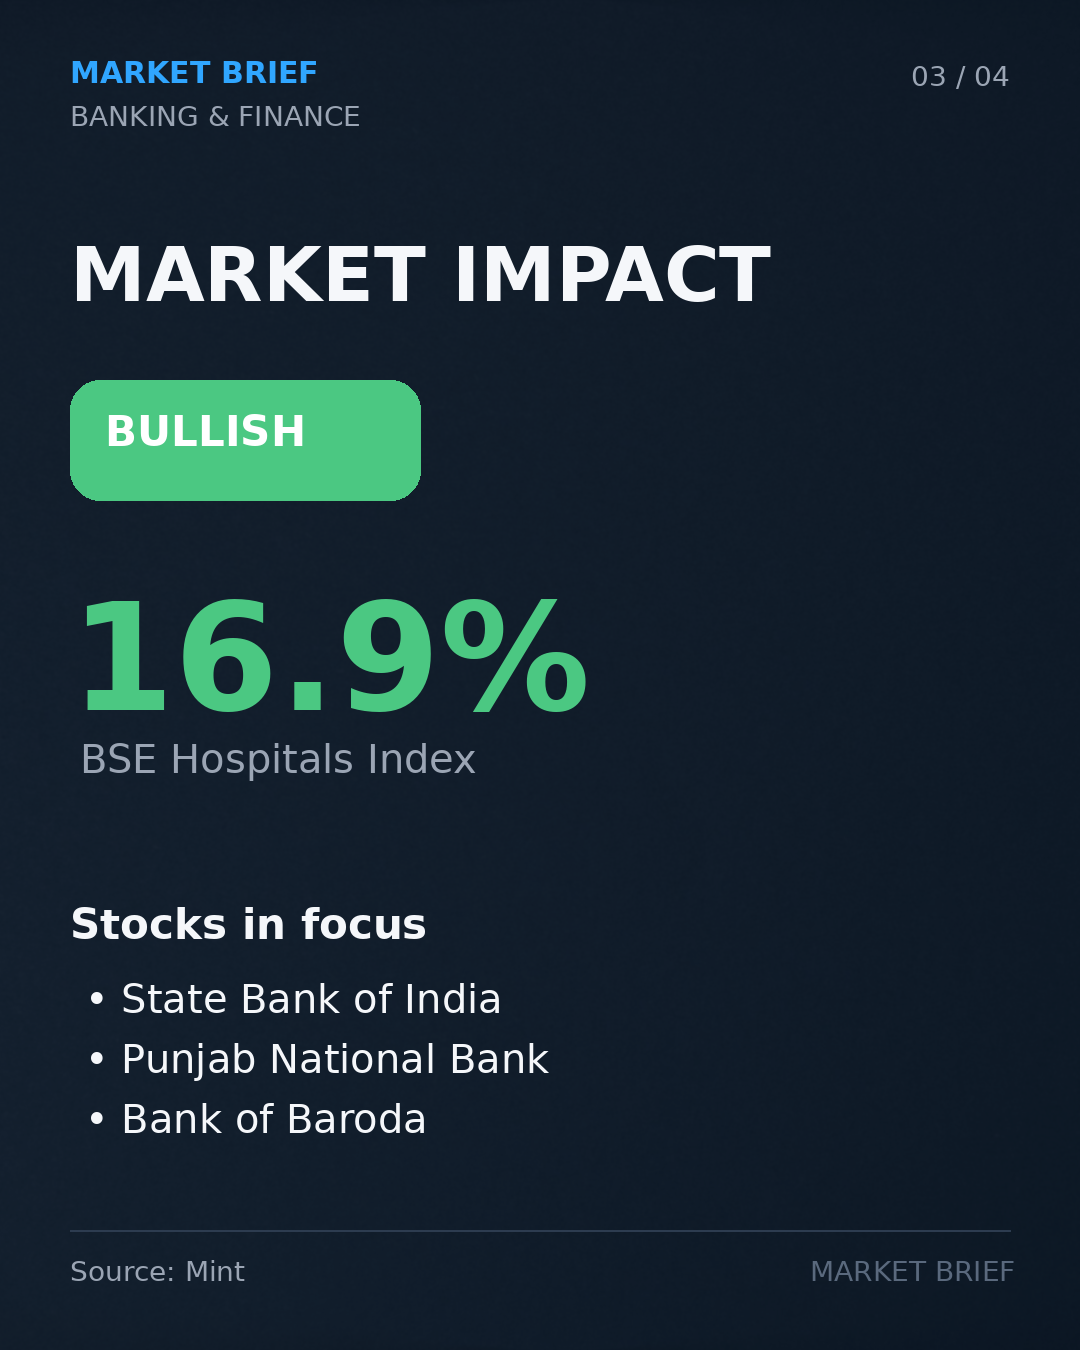 MARKET BRIEF
03 / 04
BANKING & FINANCE
MARKET IMPACT
BULLISH
16.9%
BSE Hospitals Index
Stocks in focus
• State Bank of India
• Punjab National Bank
• Bank of Baroda
Source: Mint
MARKET BRIEF